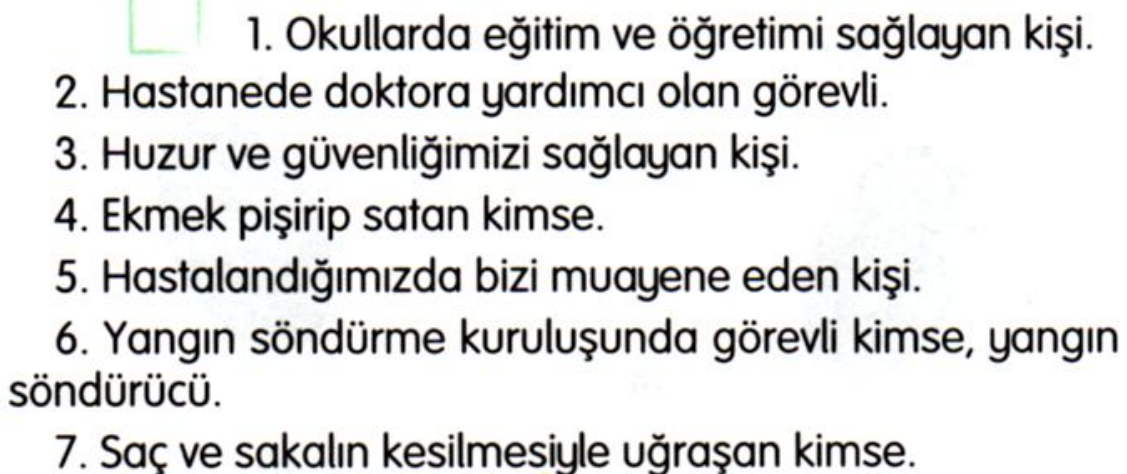 1. Okullarda eğitim ve öğretimi sağlayan kişi.
2. Hastanede doktora yardımcı olan görevli.
3. Huzur ve güvenliğimizi sağlayan kişi.
4. Ekmek pişirip satan kimse.
5. Hastalandığımızda bizi muayene eden kişi.
6. Yangın söndürme kuruluşunda görevli kimse, yangın
söndürücü.
7. Saç ve sakalın kesilmesiyle uğraşan kimse.